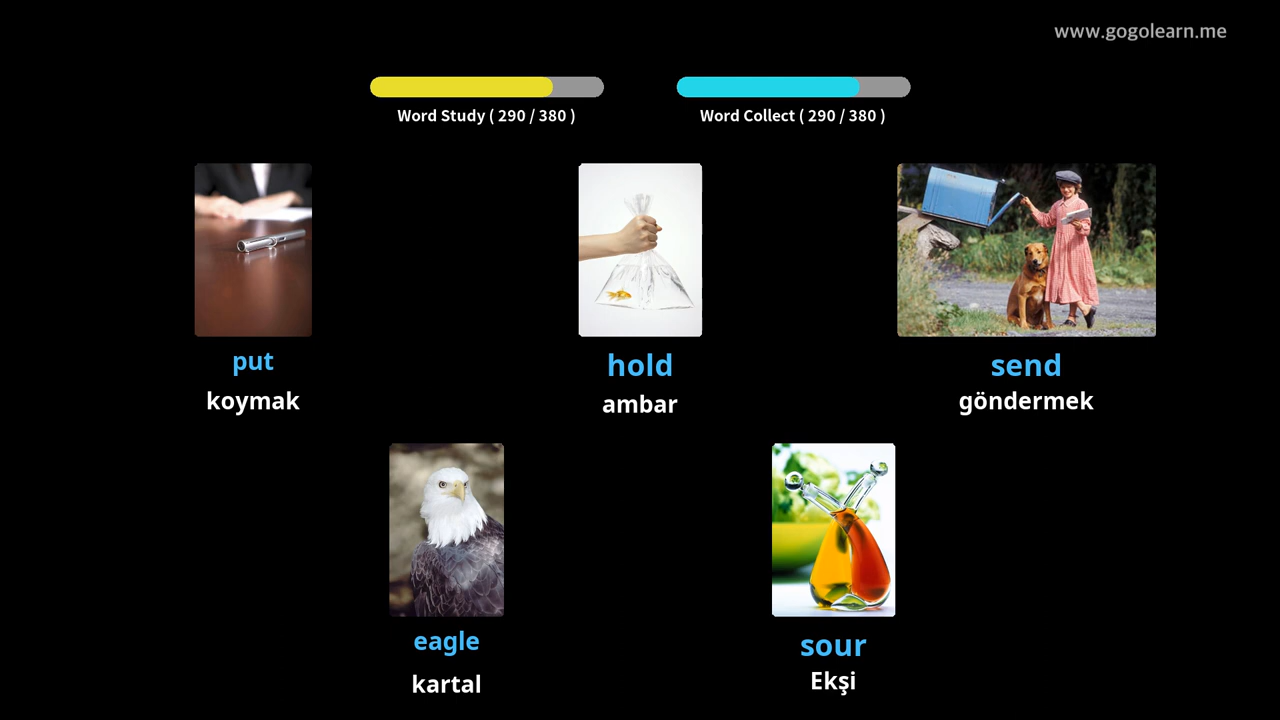 www.gogolearn.me
Word Study ( 290 / 380 )
Word Collect ( 290 / 380 )
put
koymak
hold
ambar
send
göndermek
eagle
kartal
sour
Ekşi